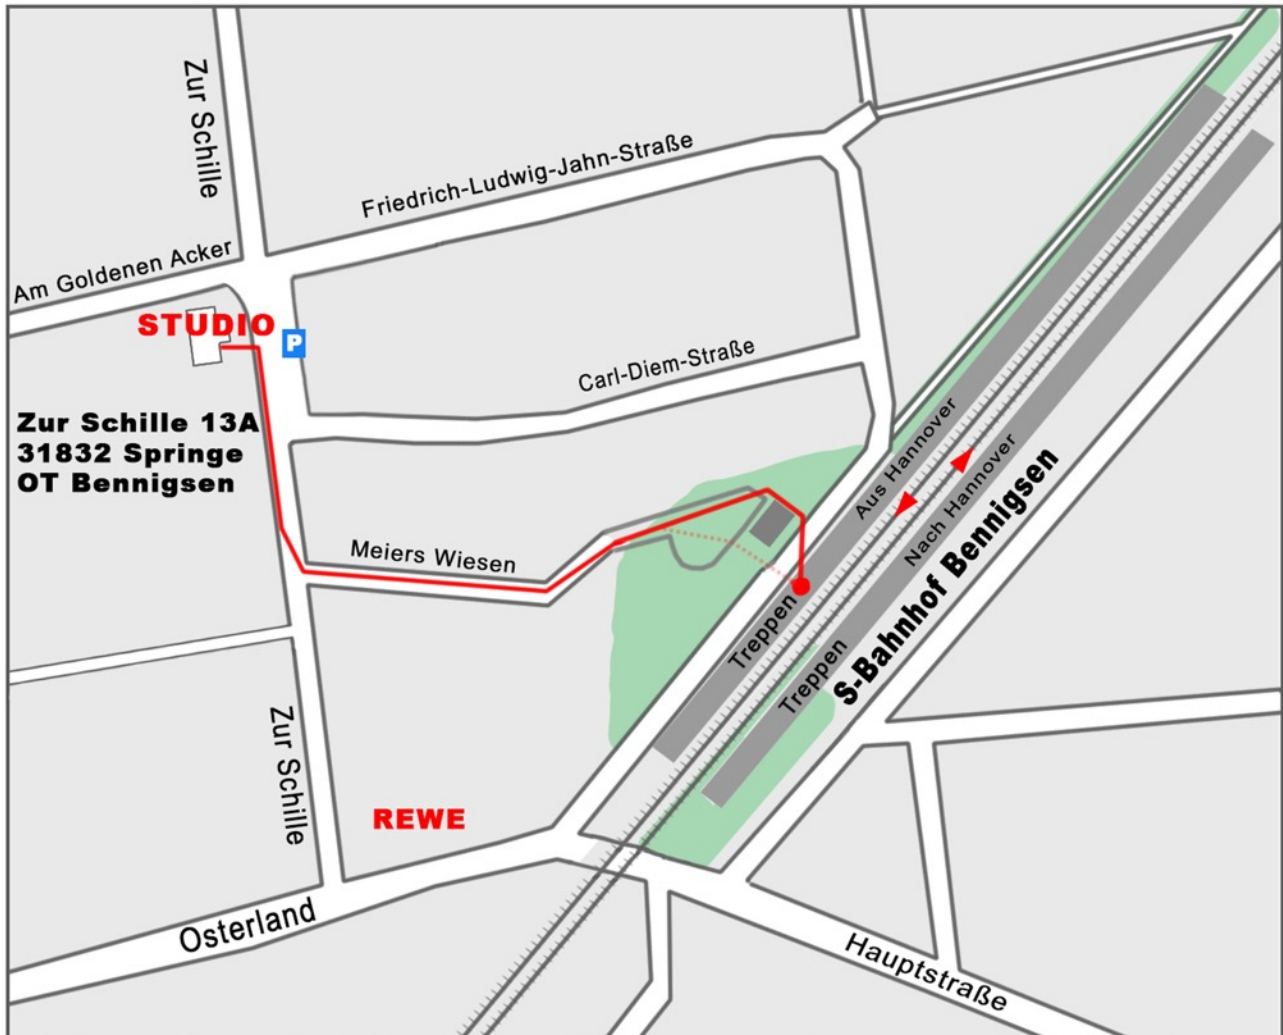 Zur Schille
Friedrich-Ludwig-Jahn-Straße
Am Goldenen Acker
STUDIO
P
Carl-Diem-Straße
Zur Schille 13A
31832 Springe
OT Bennigsen
Aus Hannover
Nach Hannover
S-Bahnhof Bennigsen
Meiers Wiesen
Treppen
Treppen
Zur Schille
REWE
Osterland
Hauptstraße